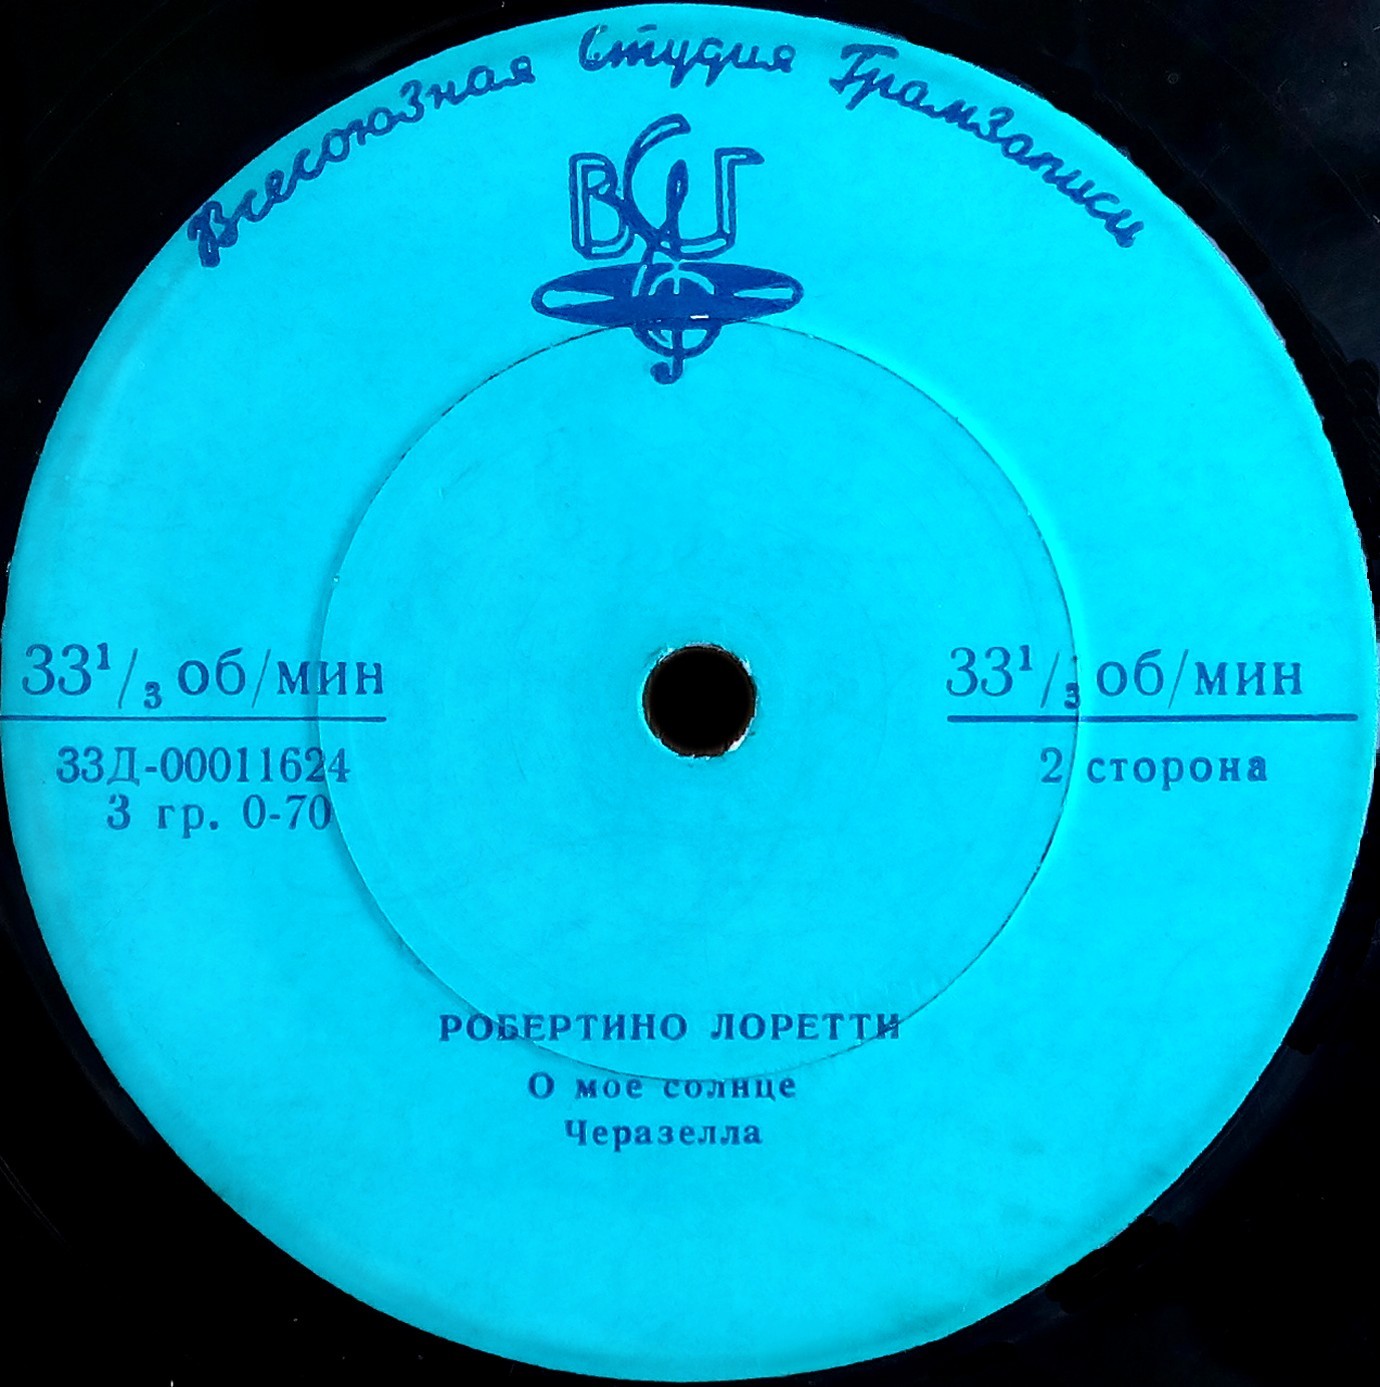 Всесоюзная Студия Грамзаписи
ВСГ
33¹/₃ об/мин
33Д-00011624
3 гр. 0-70
33¹/₃ об/мин
2 сторона
РОБЕРТИНО ЛОРЕТТИ
О мое солнце
Черазелла